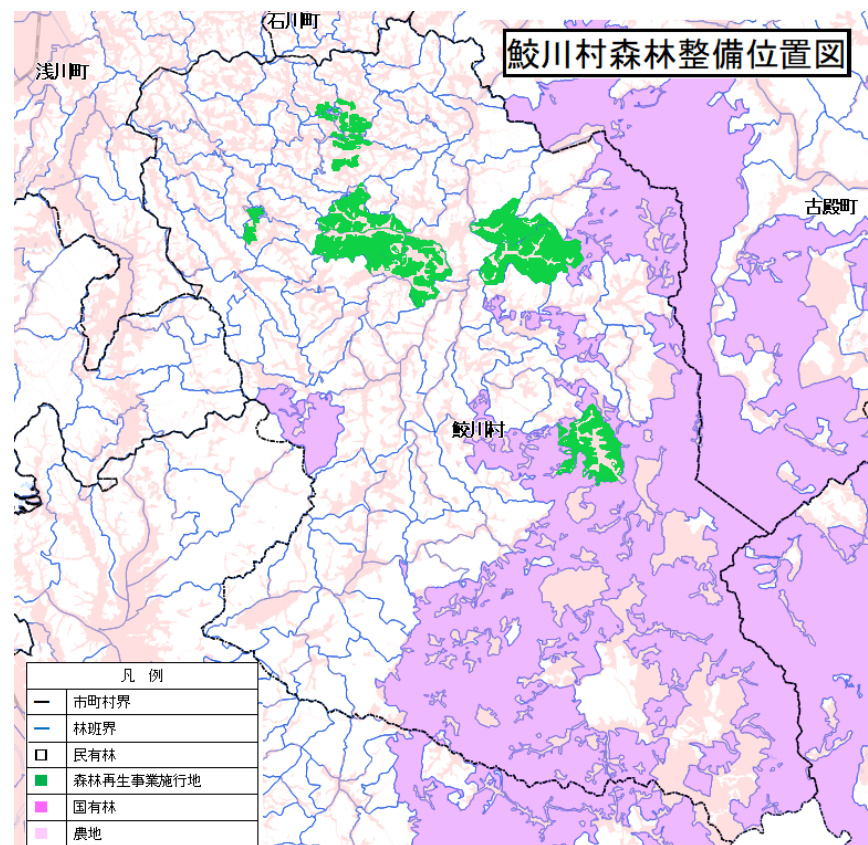 石川町
鮫川村森林整備位置図
浅川町
古殿町
鮫川村
凡 例
市町村界
林班界
民有林
森林再生事業施行地
国有林
農地